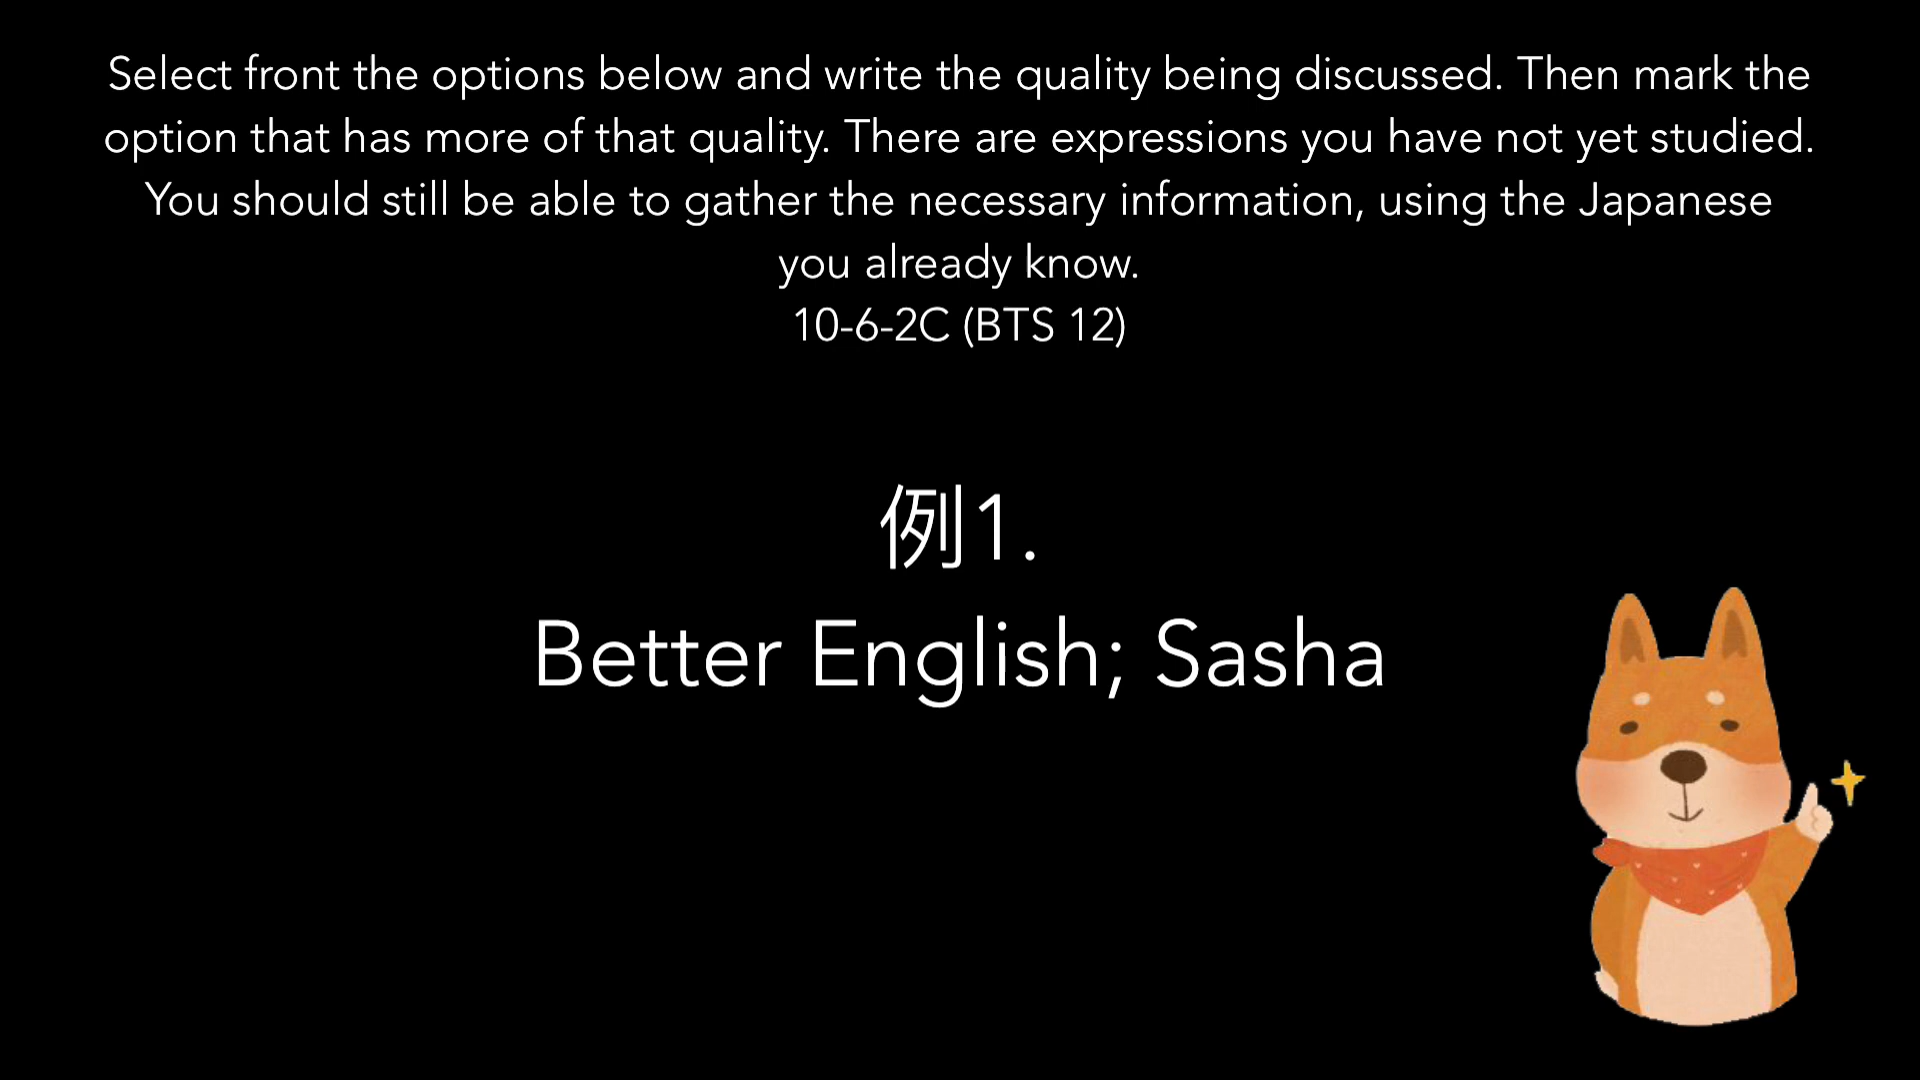 Select front the options below and write the quality being discussed. Then mark the
option that has more of that quality. There are expressions you have not yet studied.
You should still be able to gather the necessary information, using the Japanese
you already know.
10-6-2C (BTS 12)
例1.
Better English; Sasha